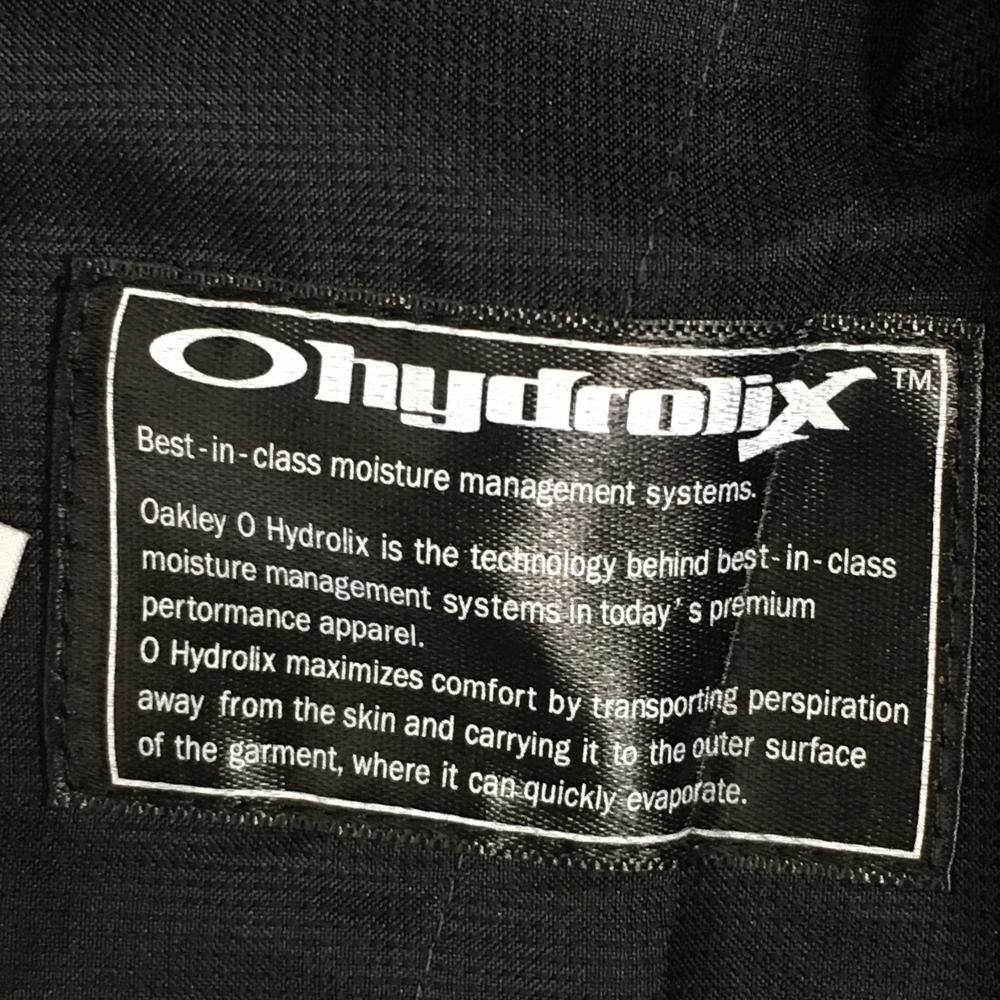 O hydrolix ™
Best-in-class moisture management systems.
Oakley O Hydrolix is the technology behind best-in-class
moisture management systems in today's premium
pertormance apparel.
O Hydrolix maximizes comfort by transporting perspiration
away from the skin and carrying it to the outer surface
of the garment, where it can quickly evaporate.